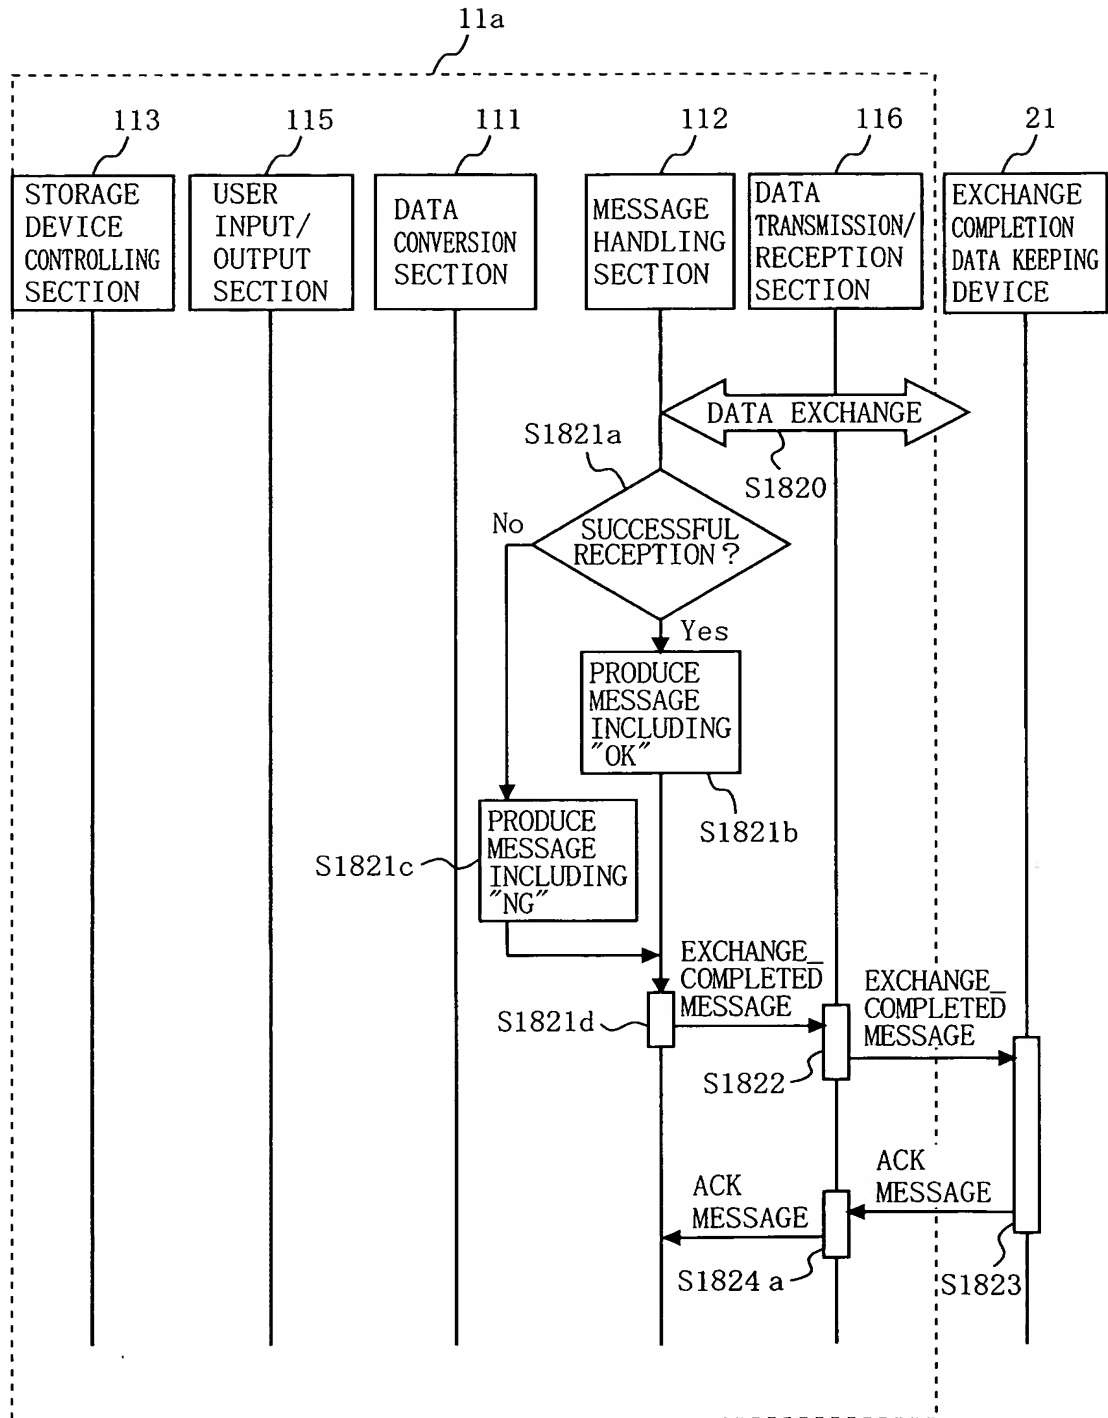 11a
113
115
111
112
116
21
STORAGE
DEVICE
CONTROLLING
SECTION
USER
INPUT/
OUTPUT
SECTION
DATA
CONVERSION
SECTION
MESSAGE
HANDLING
SECTION
DATA
TRANSMISSION/
RECEPTION
SECTION
EXCHANGE
COMPLETION
DATA KEEPING
DEVICE
DATA EXCHANGE
S1820
S1821a
SUCCESSFUL
RECEPTION?
No
Yes
PRODUCE
MESSAGE
INCLUDING
"OK"
S1821b
PRODUCE
MESSAGE
INCLUDING
"NG"
S1821c
EXCHANGE_
COMPLETED
MESSAGE
S1821d
EXCHANGE_
COMPLETED
MESSAGE
S1822
ACK
MESSAGE
ACK
MESSAGE
S1824a
S1823